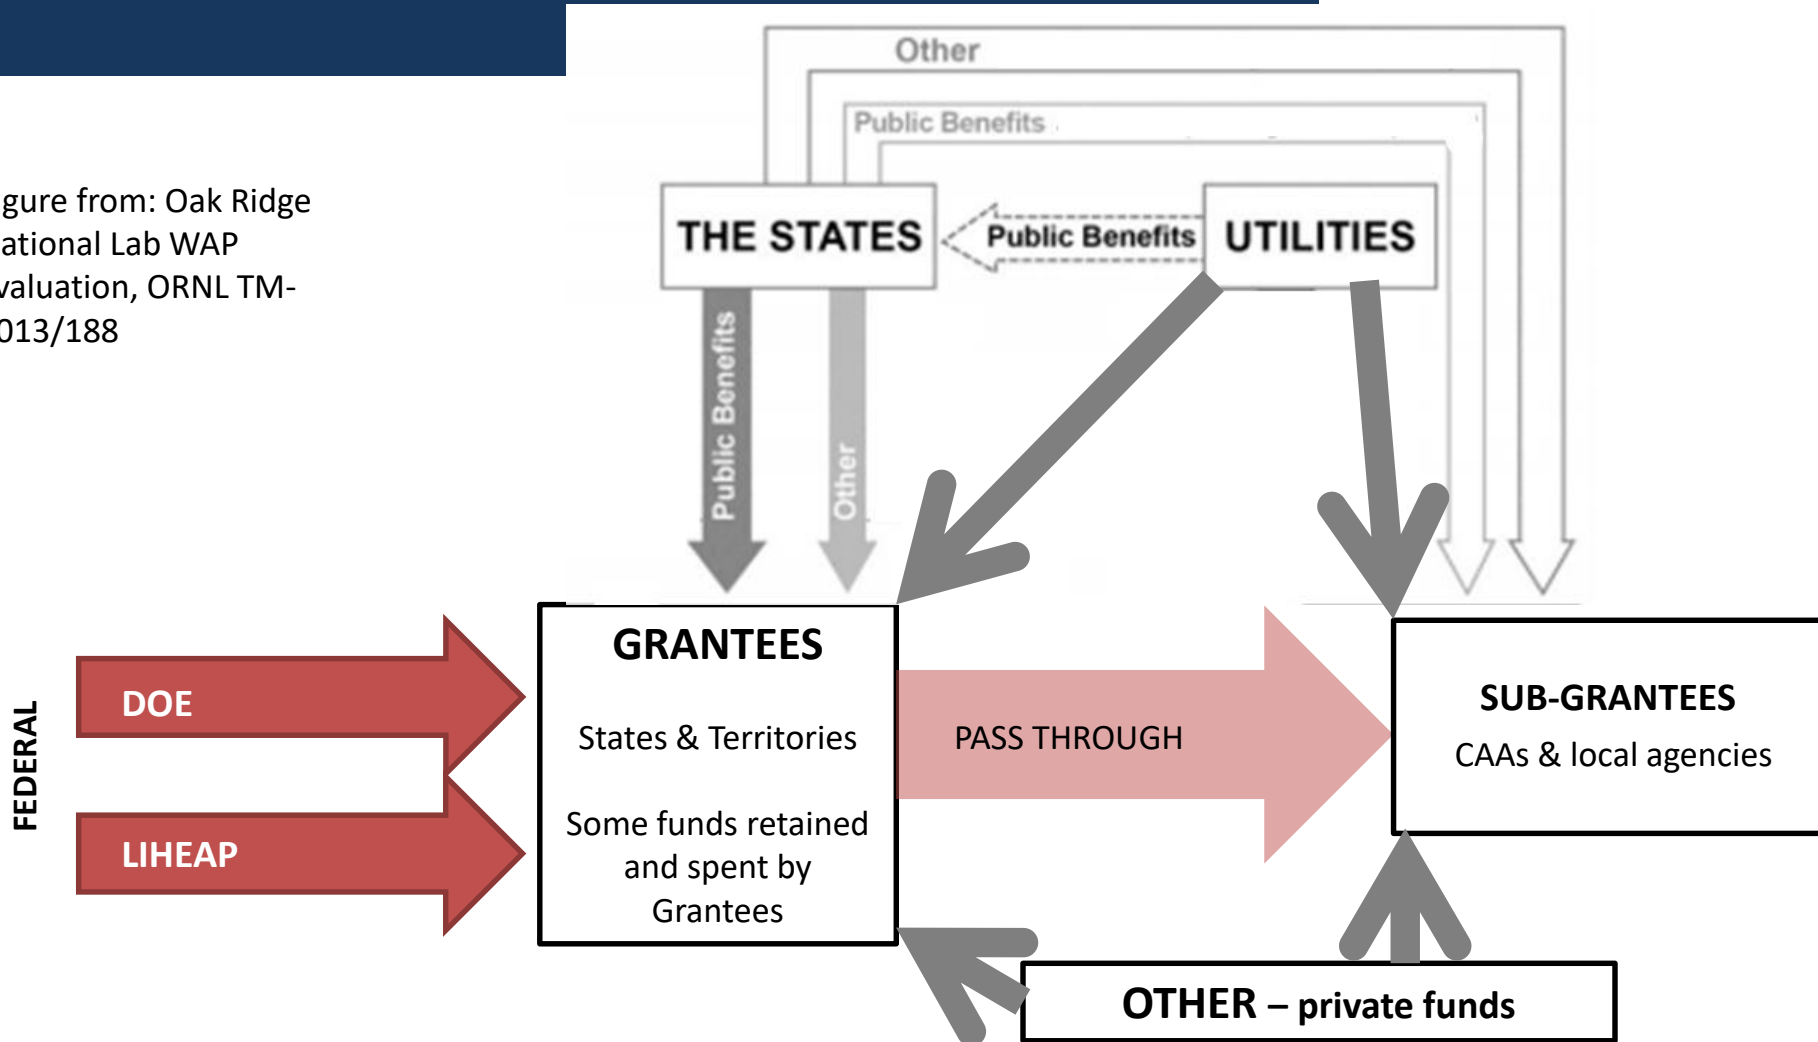 Other
Public Benefits
gure from: Oak Ridge
ational Lab WAP
valuation, ORNL TM-
013/188
THE STATES
Public Benefits
UTILITIES
Public Benefits
Other
FEDERAL
DOE
LIHEAP
GRANTEES
States & Territories
Some funds retained
and spent by
Grantees
PASS THROUGH
SUB-GRANTEES
CAAs & local agencies
OTHER – private funds